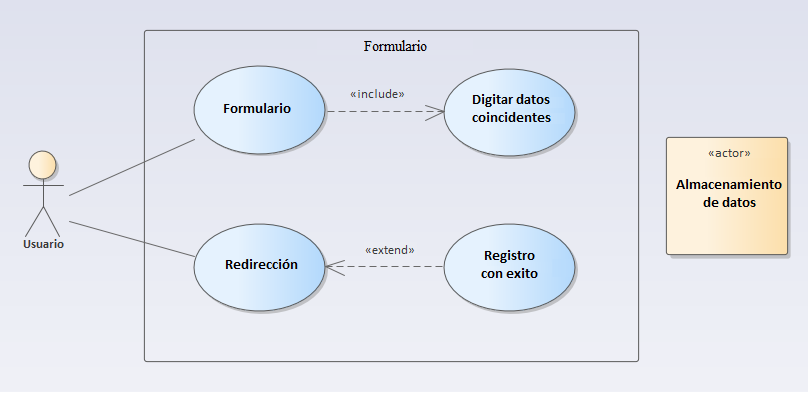 Formulario
Formulario
«include»
Digitar datos
coincidentes
«actor»
Almacenamiento
de datos
Usuario
Redirección
«extend»
Registro
con exito